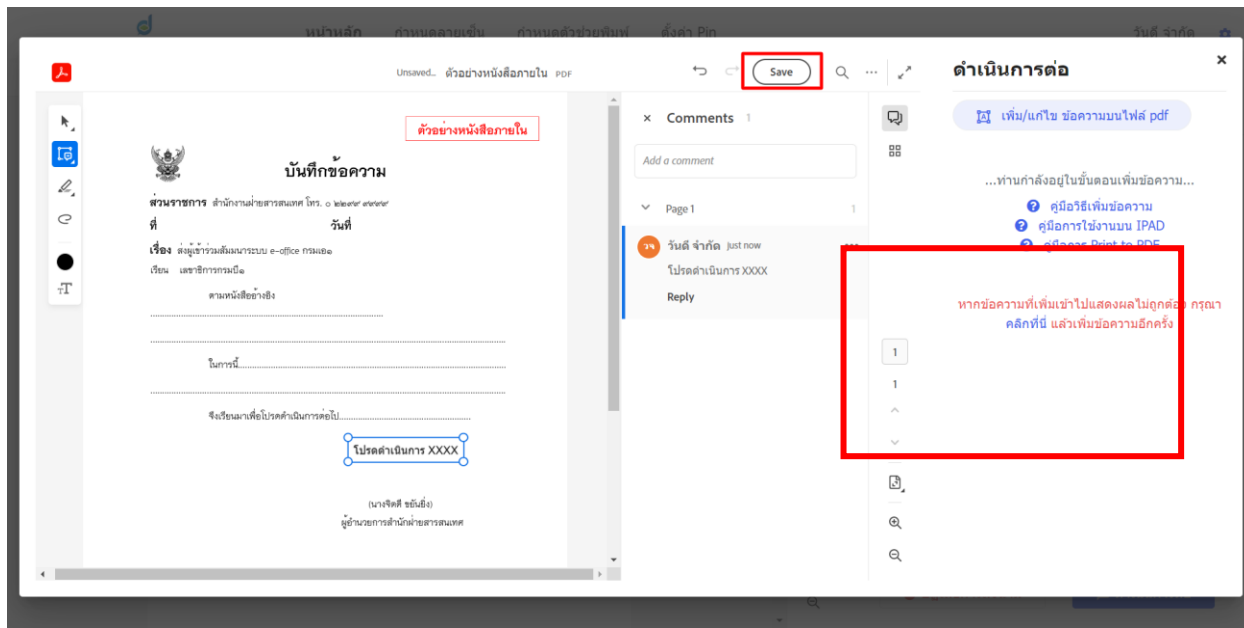 หน้าหลัก กำหนดลายเซ็น กำหนดตัวช่วยพิมพ์ ตั้งค่า Pin วันดี จำกัด
Unsaved... ตัวอย่างหนังสือภายใน PDF
Save
ดำเนินการต่อ
ตัวอย่างหนังสือภายใน
บันทึกข้อความ
ส่วนราชการ สำนักงานฝ่ายสารสนเทศ โทร.
ที่ วันที่
เรื่อง ส่งผู้เข้าร่วมสัมมนาระบบ e-office กรมเอ๑
เรียน เลขาธิการกรมบี๑
ตามหนังสืออ้างอิง
ในการนี้
จึงเรียนมาเพื่อโปรดดำเนินการต่อไป
โปรดดำเนินการ XXXX
(นางจิตดี ขยันยิ่ง)
ผู้อำนวยการสำนักฝ่ายสารสนเทศ
Comments 1
Add a comment
Page 1 1
วจ วันดี จำกัด just now
โปรดดำเนินการ XXXX
Reply
1
1
เพิ่ม/แก้ไข ข้อความบนไฟล์ pdf
...ท่านกำลังอยู่ในขั้นตอนเพิ่มข้อความ...
คู่มือวิธีเพิ่มข้อความ
คู่มือการใช้งานบน IPAD
คู่มือการ Print to PDF
หากข้อความที่เพิ่มเข้าไปแสดงผลไม่ถูกต้อง กรุณา
คลิกที่นี่ แล้วเพิ่มข้อความอีกครั้ง